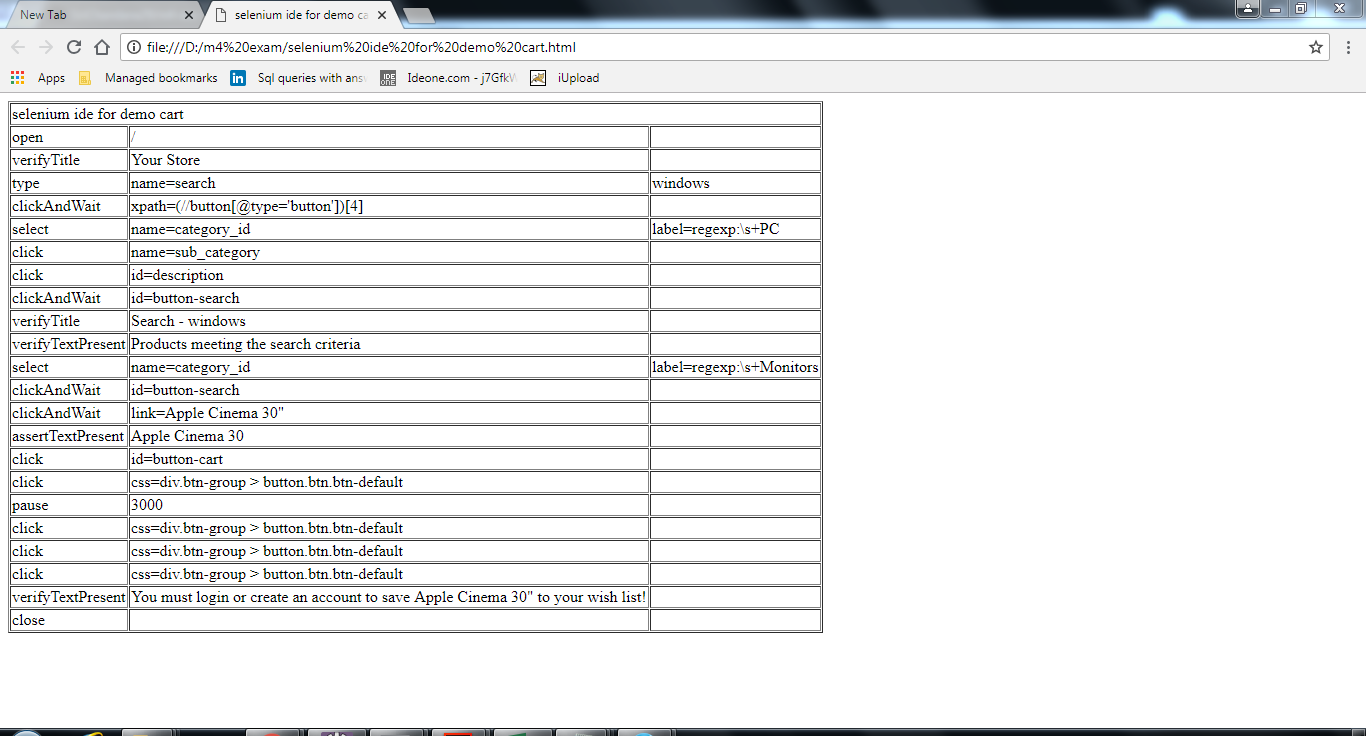 New Tab
selenium ide for demo ca
file:///D:/m4%20exam/selenium%20ide%20for%20demo%20cart.html
Apps Managed bookmarks in Sql queries with ans IDE ONE Ideone.com - j7Gfk iUpload
selenium ide for demo cart
open /
verifyTitle Your Store
type name=search windows
clickAndWait xpath=(//button[@type='button'])[4]
select name=category_id label=regexp:\s+PC
click name=sub_category
click id=description
clickAndWait id=button-search
verifyTitle Search - windows
verifyTextPresent Products meeting the search criteria
select name=category_id label=regexp:\s+Monitors
clickAndWait id=button-search
clickAndWait link=Apple Cinema 30"
assertTextPresent Apple Cinema 30
click id=button-cart
click css=div.btn-group > button.btn.btn-default
pause 3000
click css=div.btn-group > button.btn.btn-default
click css=div.btn-group > button.btn.btn-default
click css=div.btn-group > button.btn.btn-default
verifyTextPresent You must login or create an account to save Apple Cinema 30" to your wish list!
close